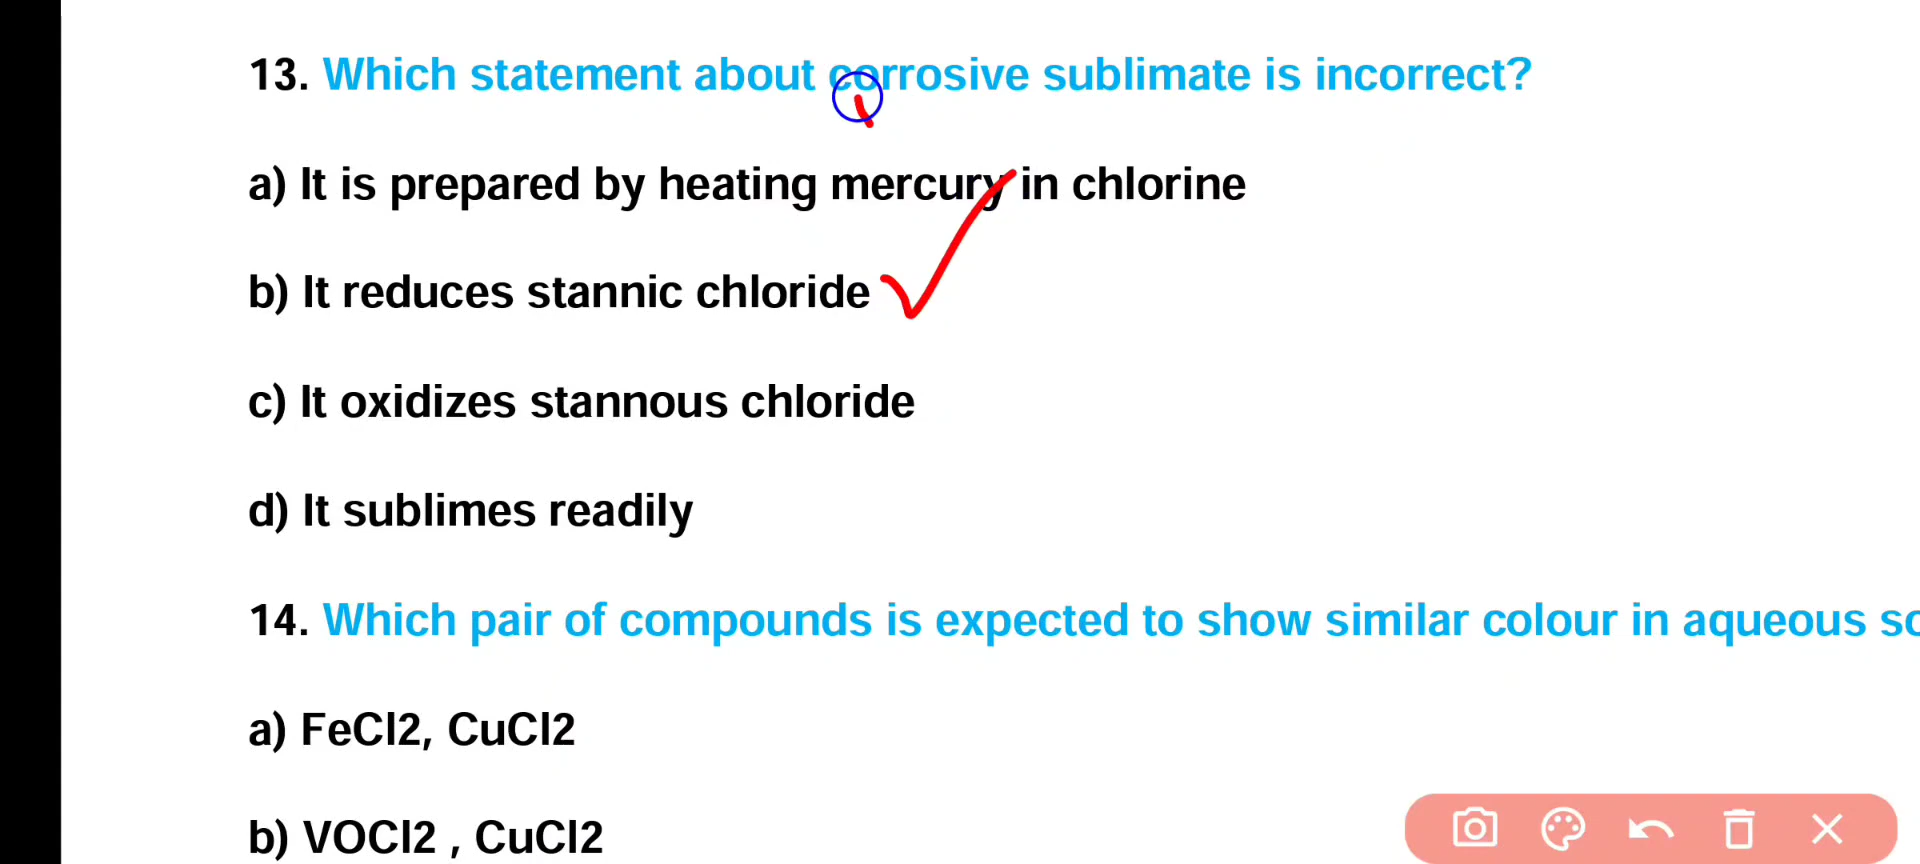 13. Which statement about corrosive sublimate is incorrect?
a) It is prepared by heating mercury in chlorine
b) It reduces stannic chloride
c) It oxidizes stannous chloride
d) It sublimes readily
14. Which pair of compounds is expected to show similar colour in aqueous
a) FeCl2, CuCl2
b) VOCl2 , CuCl2